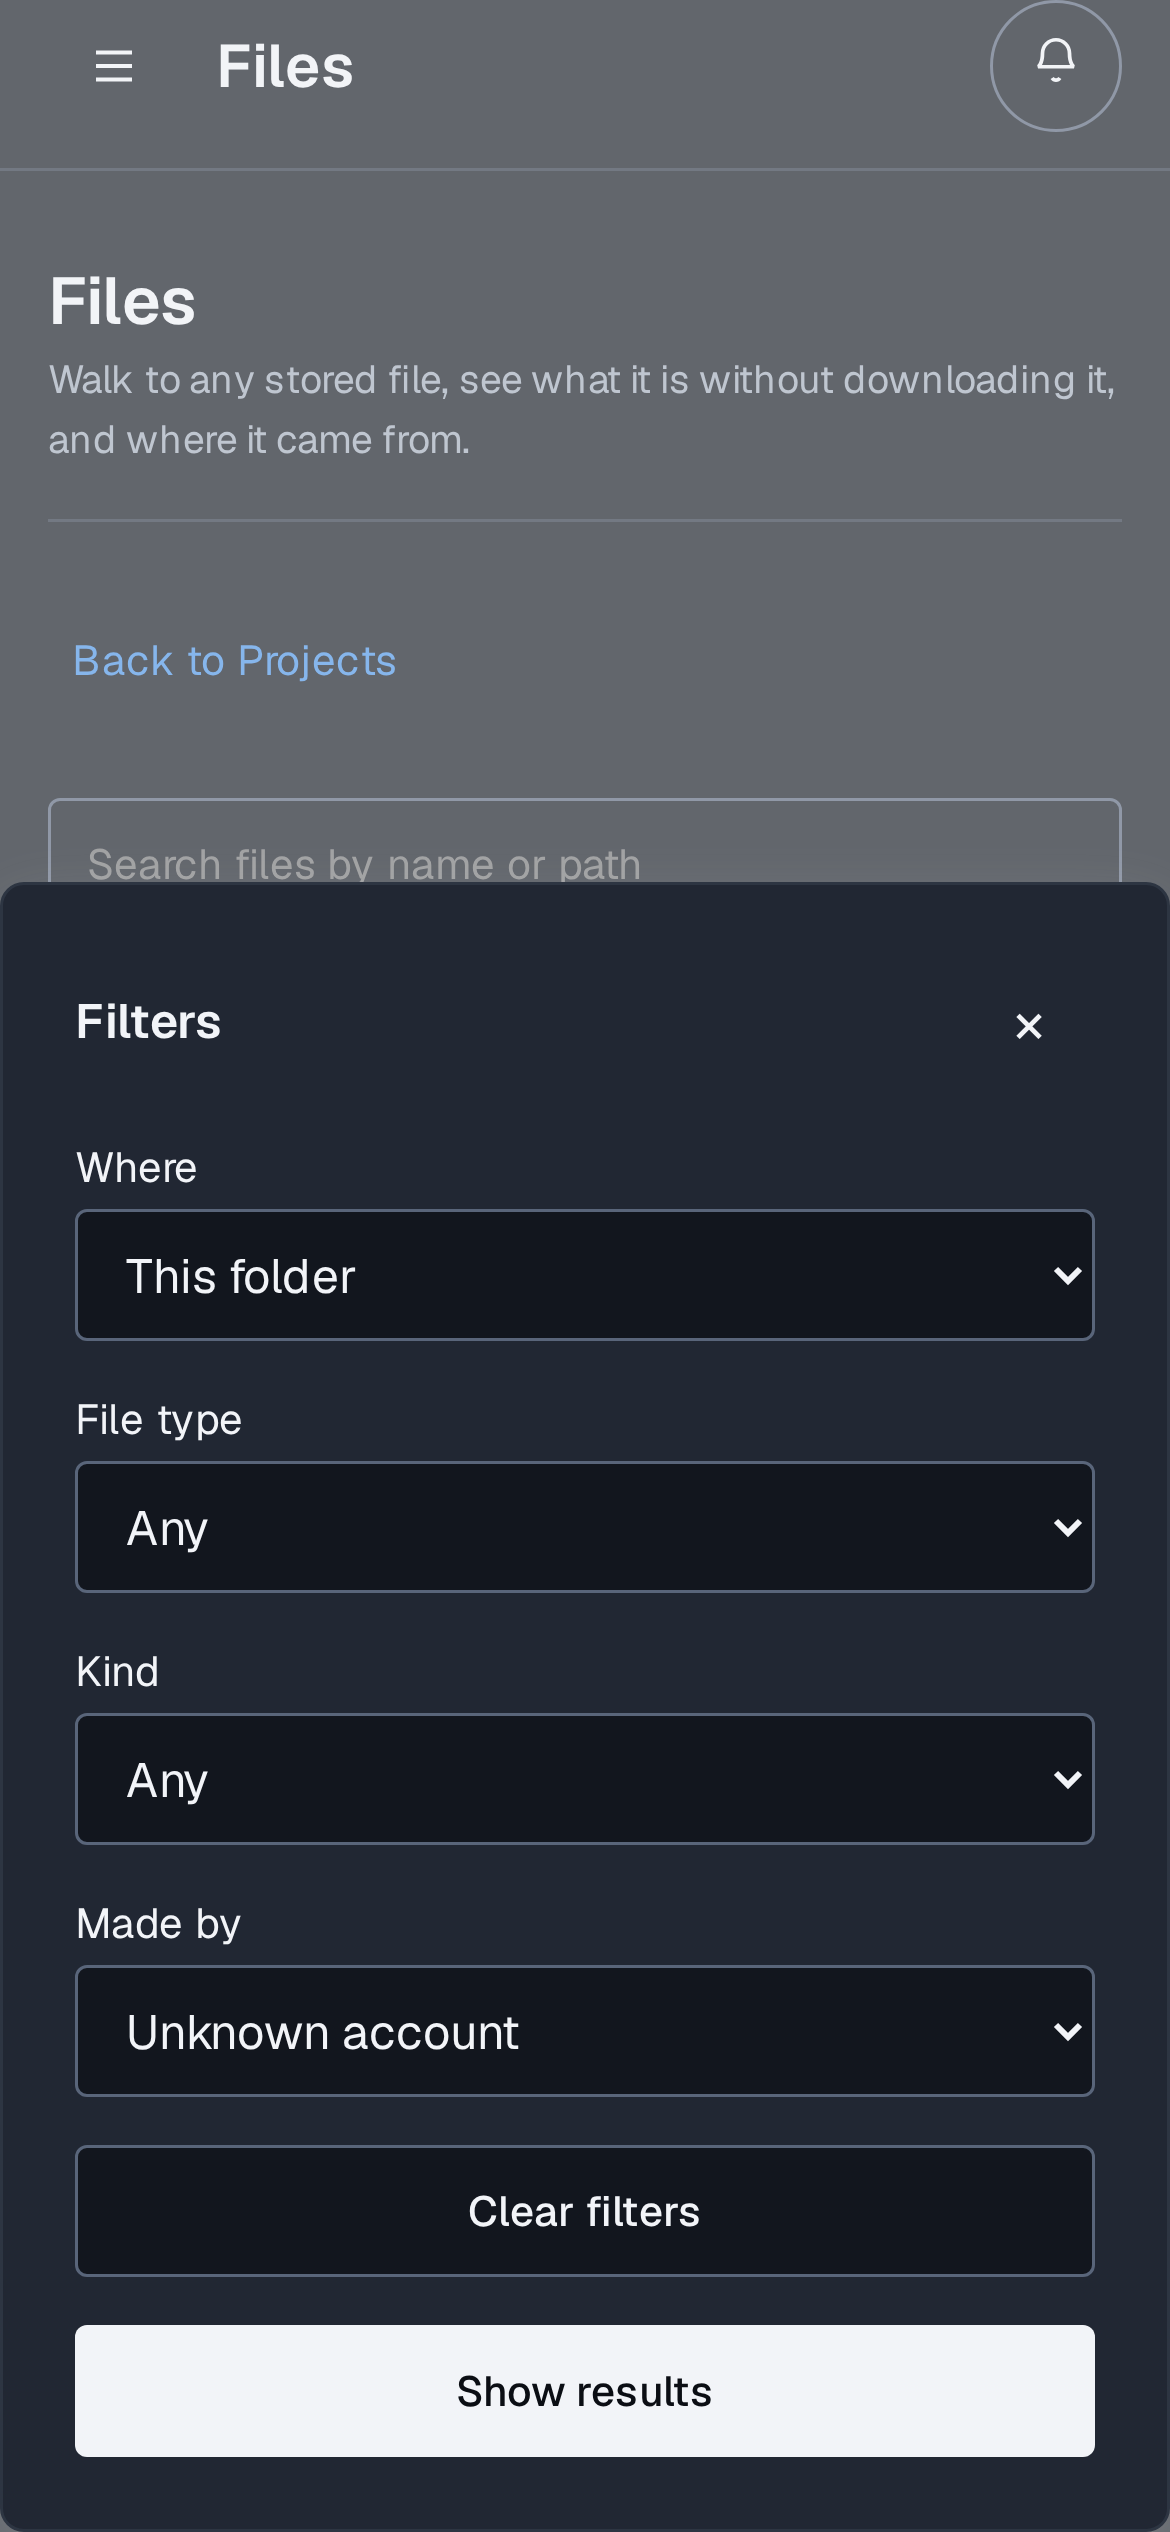 Files
Files
Walk to any stored file, see what it is without downloading it,
and where it came from.
Back to Projects
Search files by name or path
Filters
Where
This folder
File type
Any
Kind
Any
Made by
Unknown account
Clear filters
Show results